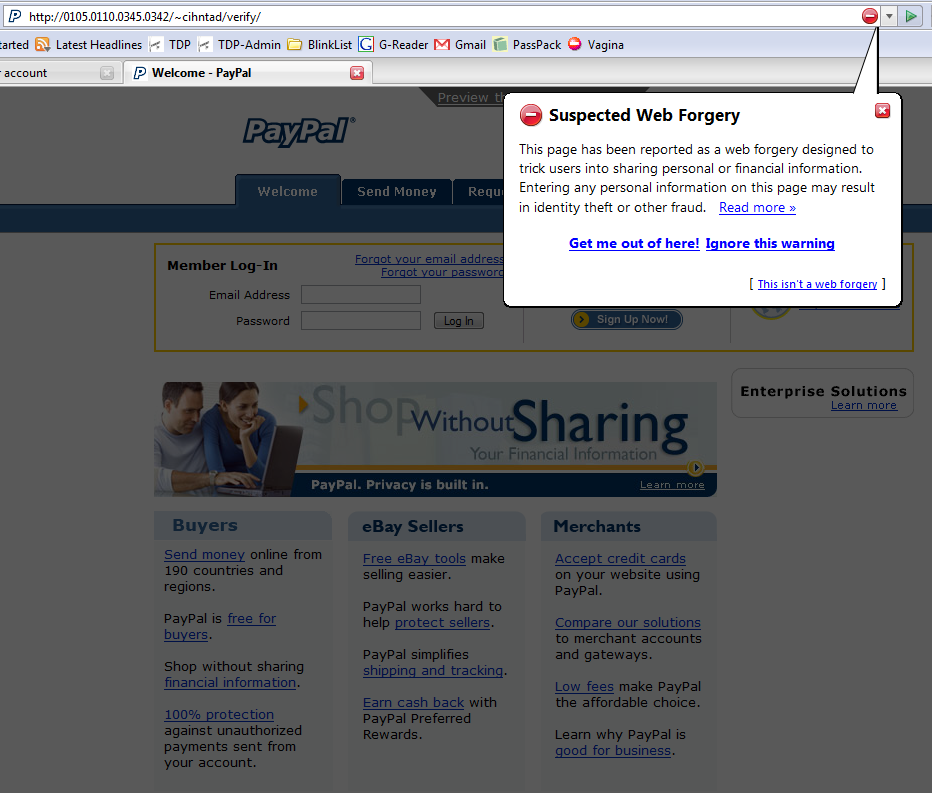 http://0105.0110.0345.0342/~cihntad/verify/
tarted Latest Headlines TDP TDP-Admin BlinkList G-Reader Gmail PassPack Vagina
r account Welcome - PayPal
Preview th
PayPal®
Suspected Web Forgery
This page has been reported as a web forgery designed to
trick users into sharing personal or financial information.
Entering any personal information on this page may result
in identity theft or other fraud. Read more »
Get me out of here! Ignore this warning
[ This isn't a web forgery ]
Welcome Send Money Requ
Member Log-In
Forgot your email address
Forgot your password
Email Address
Password Log In
Sign Up Now!
Shop Without Sharing
Your Financial Information
PayPal. Privacy is built in. Learn more
Enterprise Solutions
Learn more
Buyers
Send money online from
190 countries and
regions.
PayPal is free for
buyers.
Shop without sharing
financial information.
100% protection
against unauthorized
payments sent from
your account.
eBay Sellers
Free eBay tools make
selling easier.
PayPal works hard to
help protect sellers.
PayPal simplifies
shipping and tracking.
Earn cash back with
PayPal Preferred
Rewards.
Merchants
Accept credit cards
on your website using
PayPal.
Compare our solutions
to merchant accounts
and gateways.
Low fees make PayPal
the affordable choice.
Learn why PayPal is
good for business.